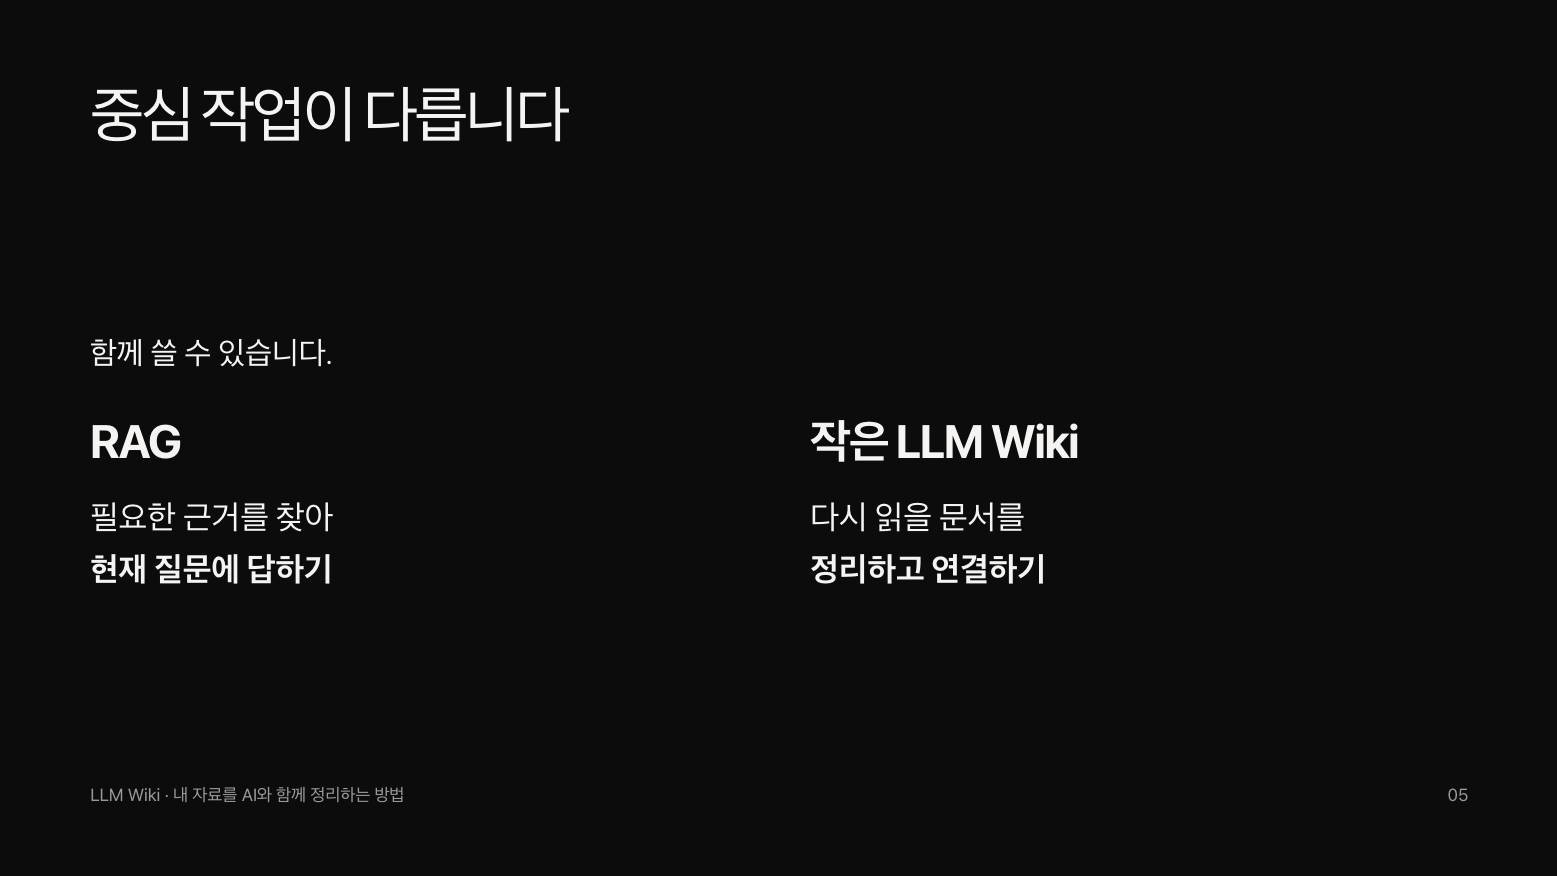 중심 작업이 다릅니다
함께 쓸 수 있습니다.
RAG
필요한 근거를 찾아
현재 질문에 답하기
작은 LLM Wiki
다시 읽을 문서를
정리하고 연결하기
LLM Wiki · 내 자료를 AI와 함께 정리하는 방법
05